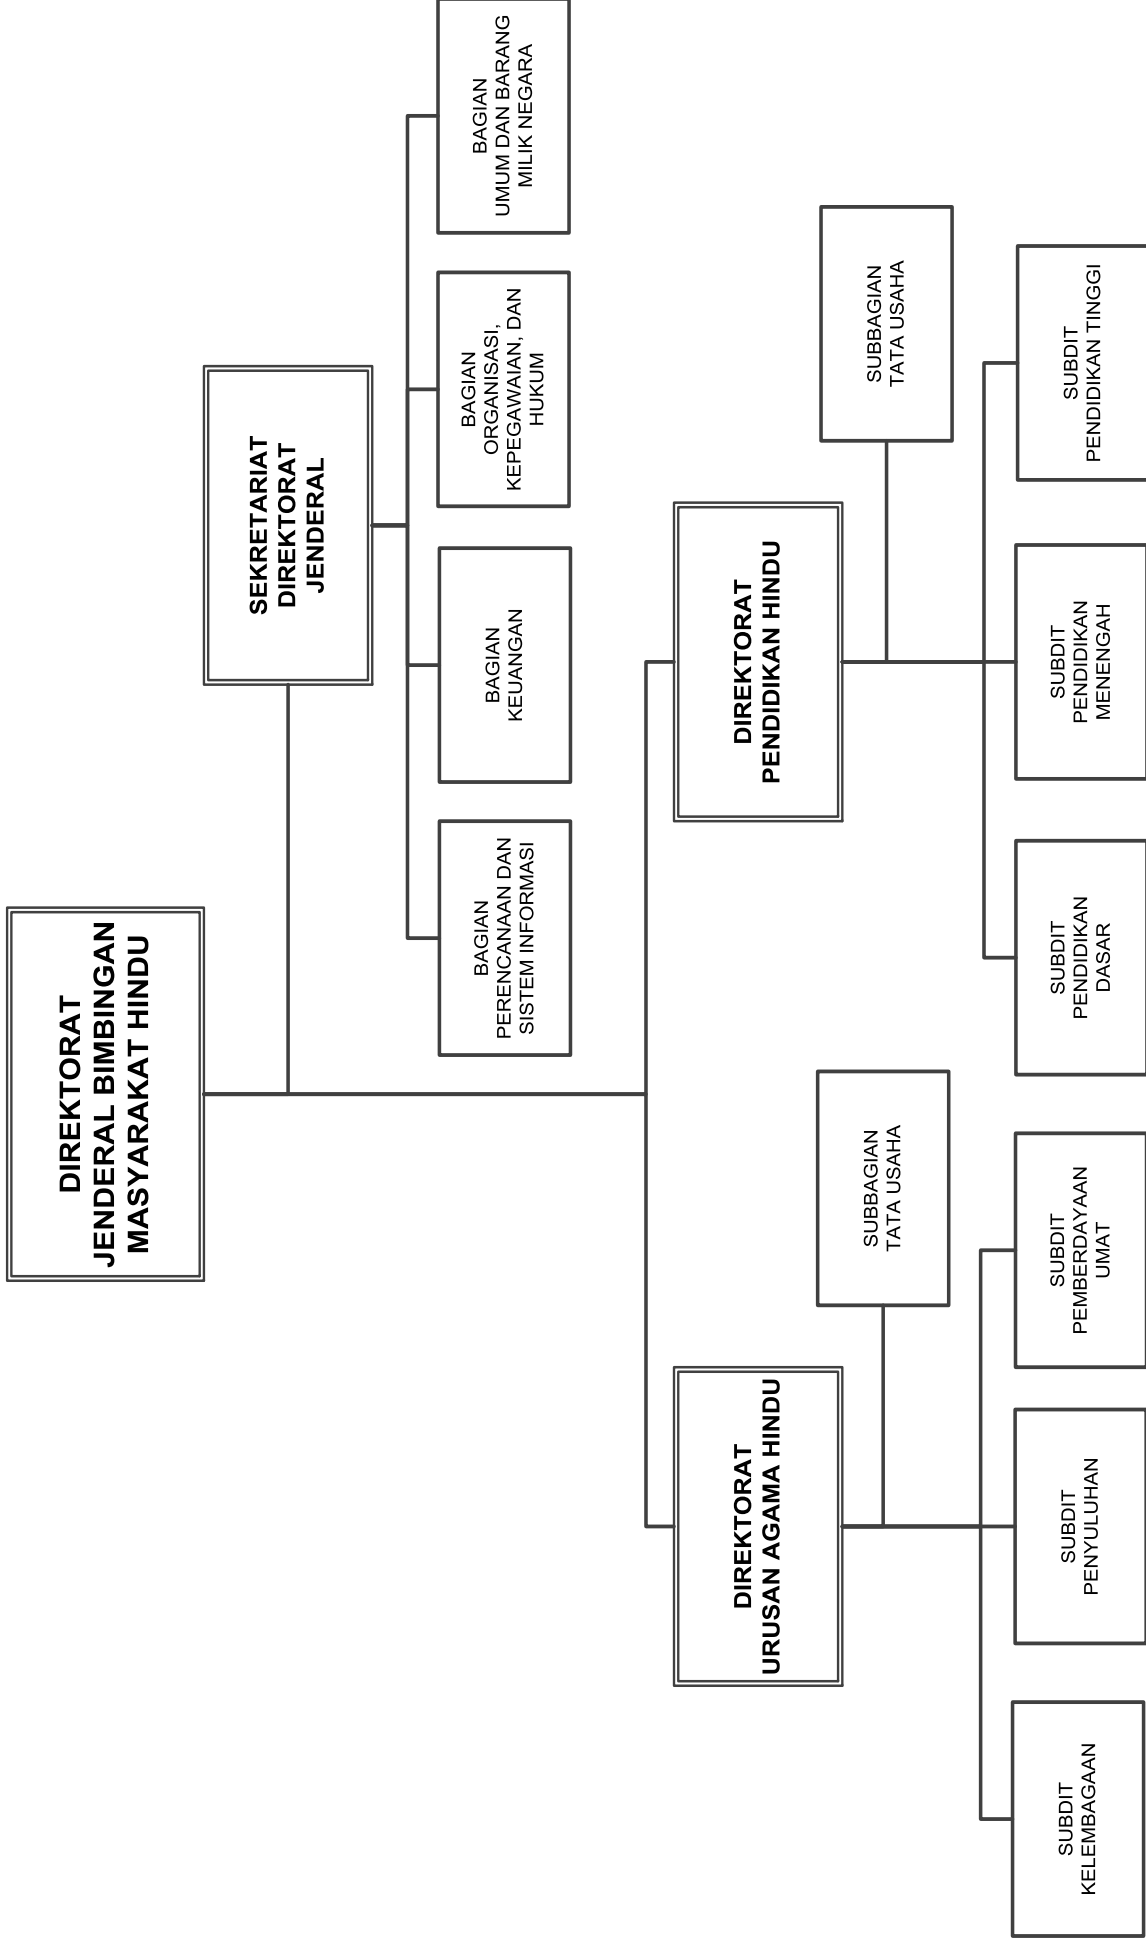 DIREKTORAT
JENDERAL BIMBINGAN
MASYARAKAT HINDU
SEKRETARIAT
DIREKTORAT
JENDERAL
BAGIAN
PERENCANAAN DAN
SISTEM INFORMASI
BAGIAN
KEUANGAN
BAGIAN
ORGANISASI,
KEPEGAWAIAN, DAN
HUKUM
BAGIAN
UMUM DAN BARANG
MILIK NEGARA
DIREKTORAT
URUSAN AGAMA HINDU
DIREKTORAT
PENDIDIKAN HINDU
SUBBAGIAN
TATA USAHA
SUBBAGIAN
TATA USAHA
SUBDIT
KELEMBAGAAN
SUBDIT
PENYULUHAN
SUBDIT
PEMBERDAYAAN
UMAT
SUBDIT
PENDIDIKAN
DASAR
SUBDIT
PENDIDIKAN
MENENGAH
SUBDIT
PENDIDIKAN TINGGI